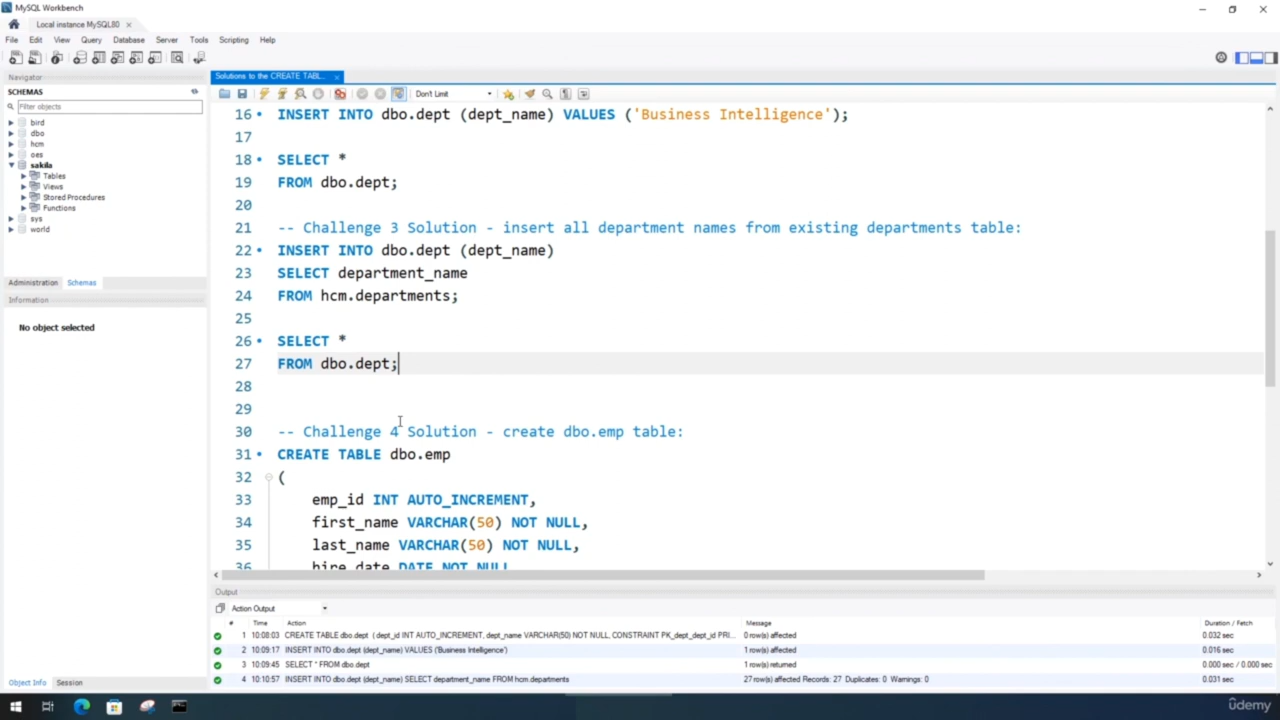 MySQL Workbench
Local instance MySQL80
File Edit View Query Database Server Tools Scripting Help
Navigator
SCHEMAS
Filter objects
bird
dbo
hcm
oes
sakila
Tables
Views
Stored Procedures
Functions
sys
world
Administration Schemas
Information
No object selected
Object Info Session
Solutions to the CREATE TABL...
Don't Limit
16 INSERT INTO dbo.dept (dept_name) VALUES ('Business Intelligence');
17
18 SELECT *
19 FROM dbo.dept;
20
21 -- Challenge 3 Solution - insert all department names from existing departments table:
22 INSERT INTO dbo.dept (dept_name)
23 SELECT department_name
24 FROM hcm.departments;
25
26 SELECT *
27 FROM dbo.dept;
28
29
30 -- Challenge 4 Solution - create dbo.emp table:
31 CREATE TABLE dbo.emp
32 (
33 emp_id INT AUTO_INCREMENT,
34 first_name VARCHAR(50) NOT NULL,
35 last_name VARCHAR(50) NOT NULL,
36 hire_date DATE NOT NULL
Output
Action Output
# Time Action Message Duration / Fetch
1 10:08:03 CREATE TABLE dbo.dept ( dept_id INT AUTO_INCREMENT, dept_name VARCHAR(50) NOT NULL, CONSTRAINT PK_dept_dept_id PRI... 0 row(s) affected 0.032 sec
2 10:09:17 INSERT INTO dbo.dept (dept_name) VALUES ('Business Intelligence') 1 row(s) affected 0.016 sec
3 10:09:45 SELECT * FROM dbo.dept 1 row(s) returned 0.000 sec / 0.000 sec
4 10:10:57 INSERT INTO dbo.dept (dept_name) SELECT department_name FROM hcm.departments 27 row(s) affected Records: 27 Duplicates: 0 Warnings: 0 0.031 sec
ûdemy